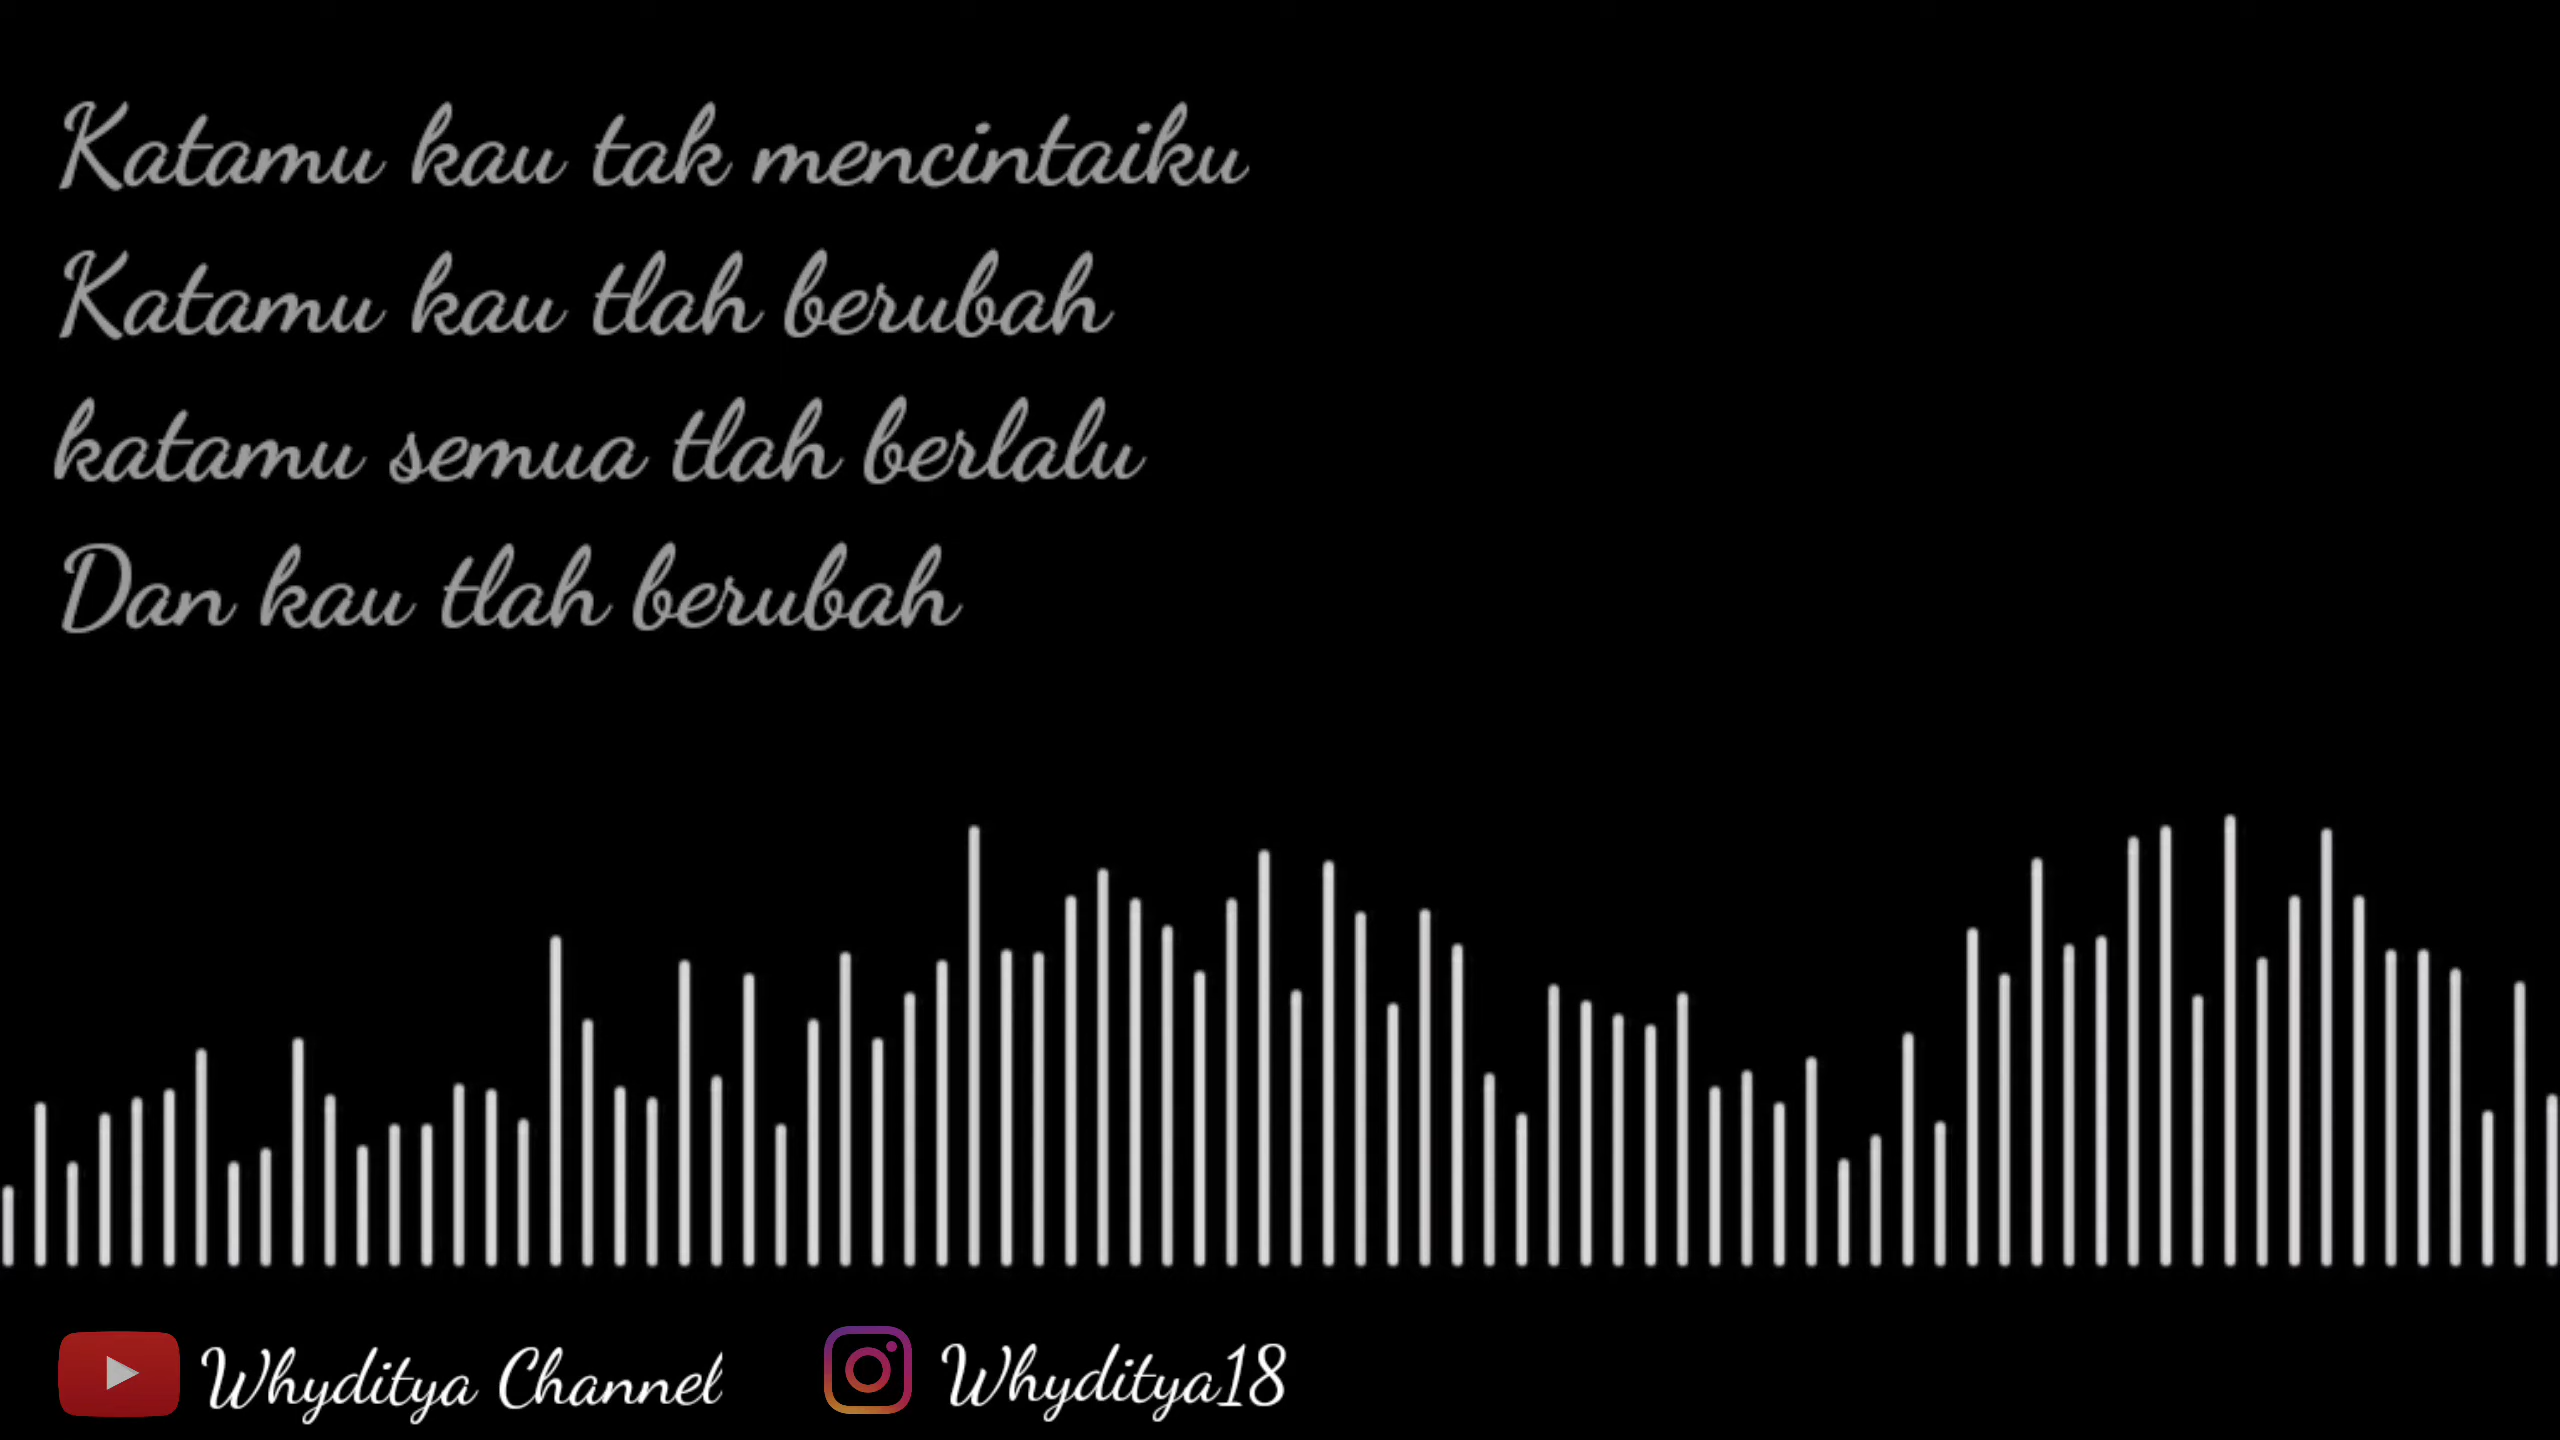 Katamu kau tak mencintaiku
Katamu kau tlah berubah
katamu semua tlah berlalu
Dan kau tlah berubah
Whyditya Channel
Whyditya18